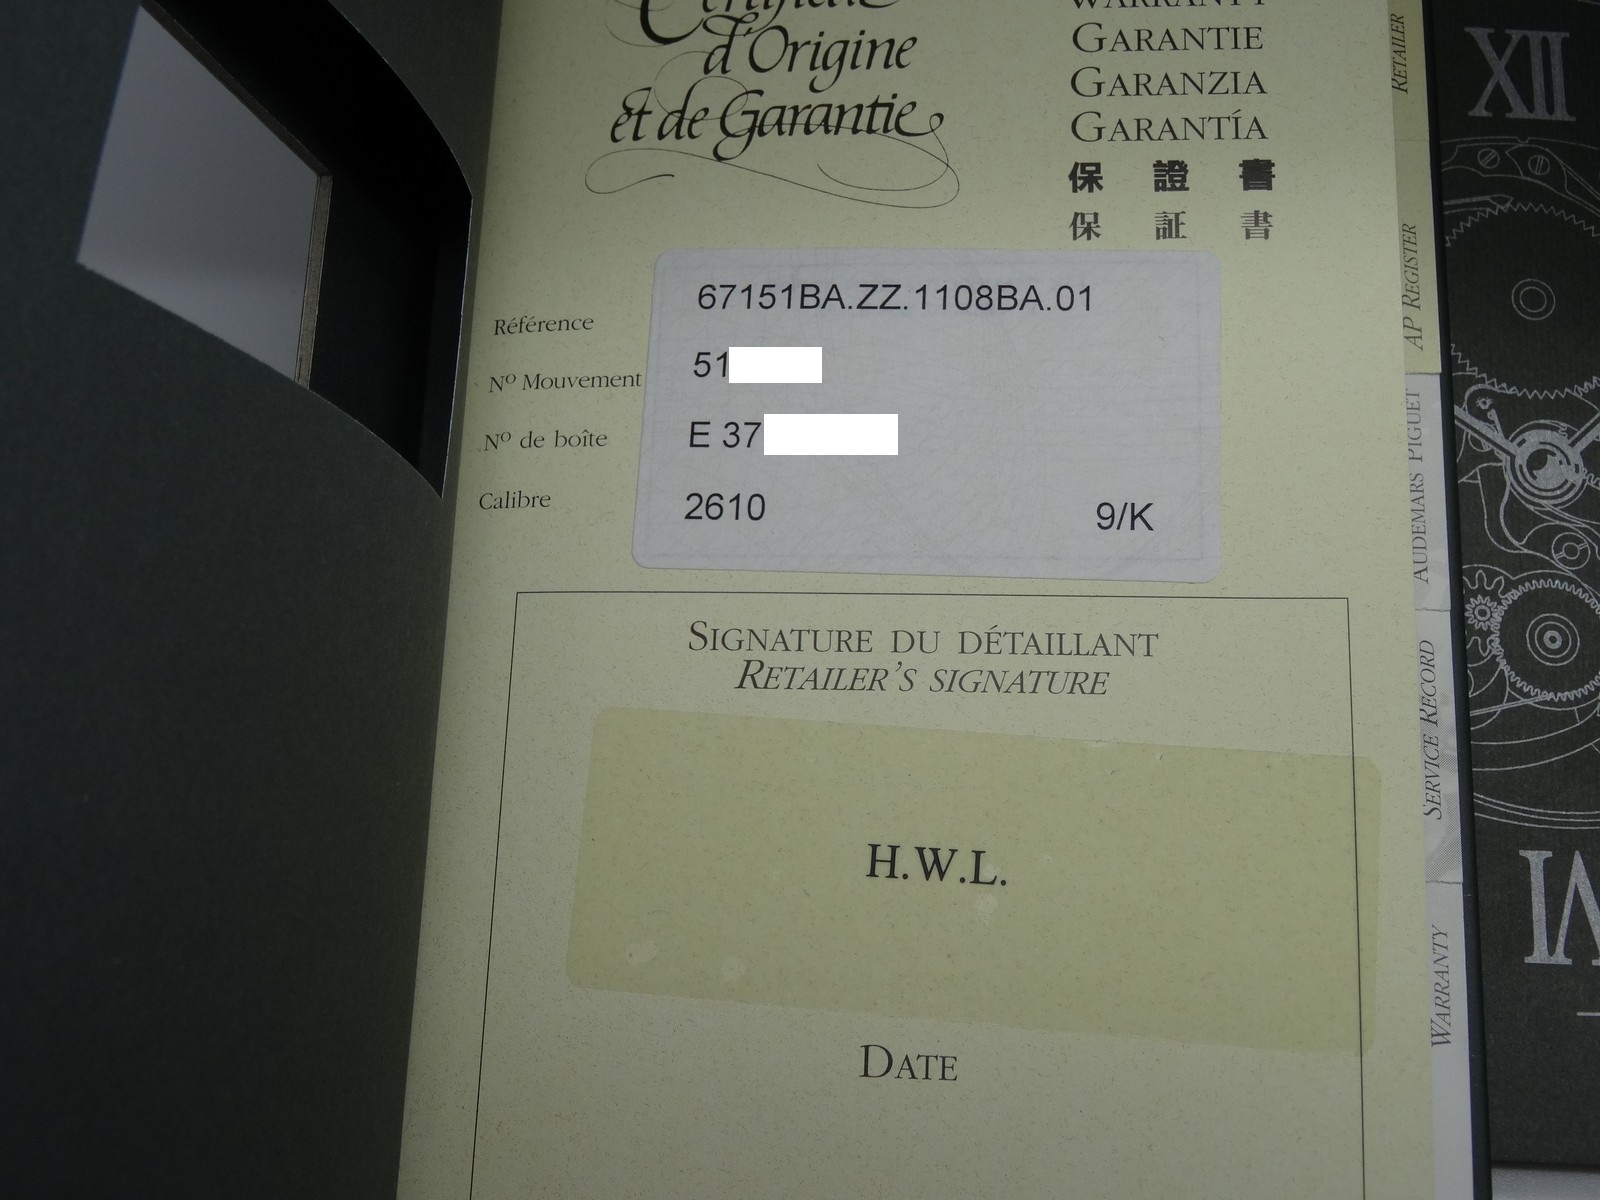 Certificat
d'Origine
et de Garantie
WARRANTY
GARANTIE
GARANZIA
GARANTÍA
保 證 書
保 証 書
Référence 67151BA.ZZ.1108BA.01
Nº Mouvement 51
Nº de boîte E 37
Calibre 2610 9/K
SIGNATURE DU DÉTAILLANT
RETAILER'S SIGNATURE
H.W.L.
DATE
RETAILER
AP REGISTER
AUDEMARS PIGUET
SERVICE RECORD
WARRANTY
XII
VI